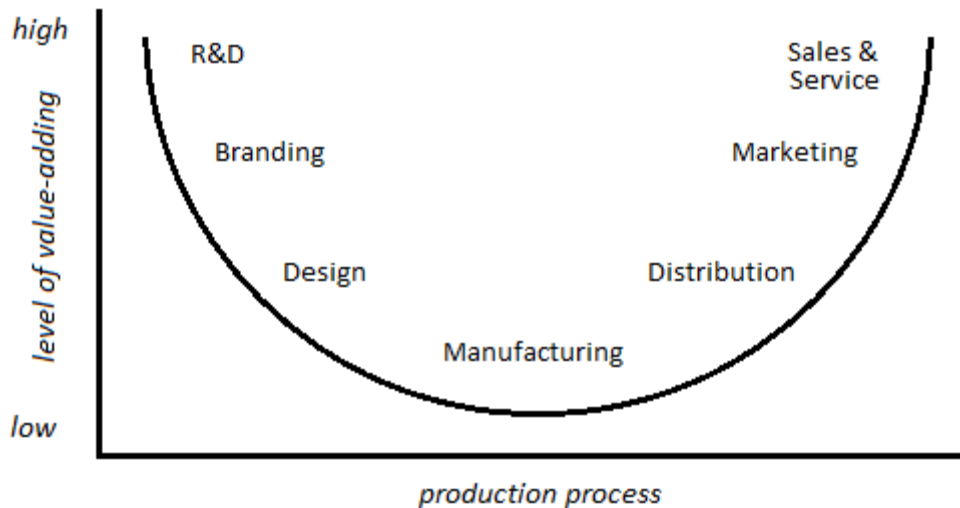 high
R&D
Sales &
Service
Branding
Marketing
level of value-adding
Design
Distribution
Manufacturing
low
production process